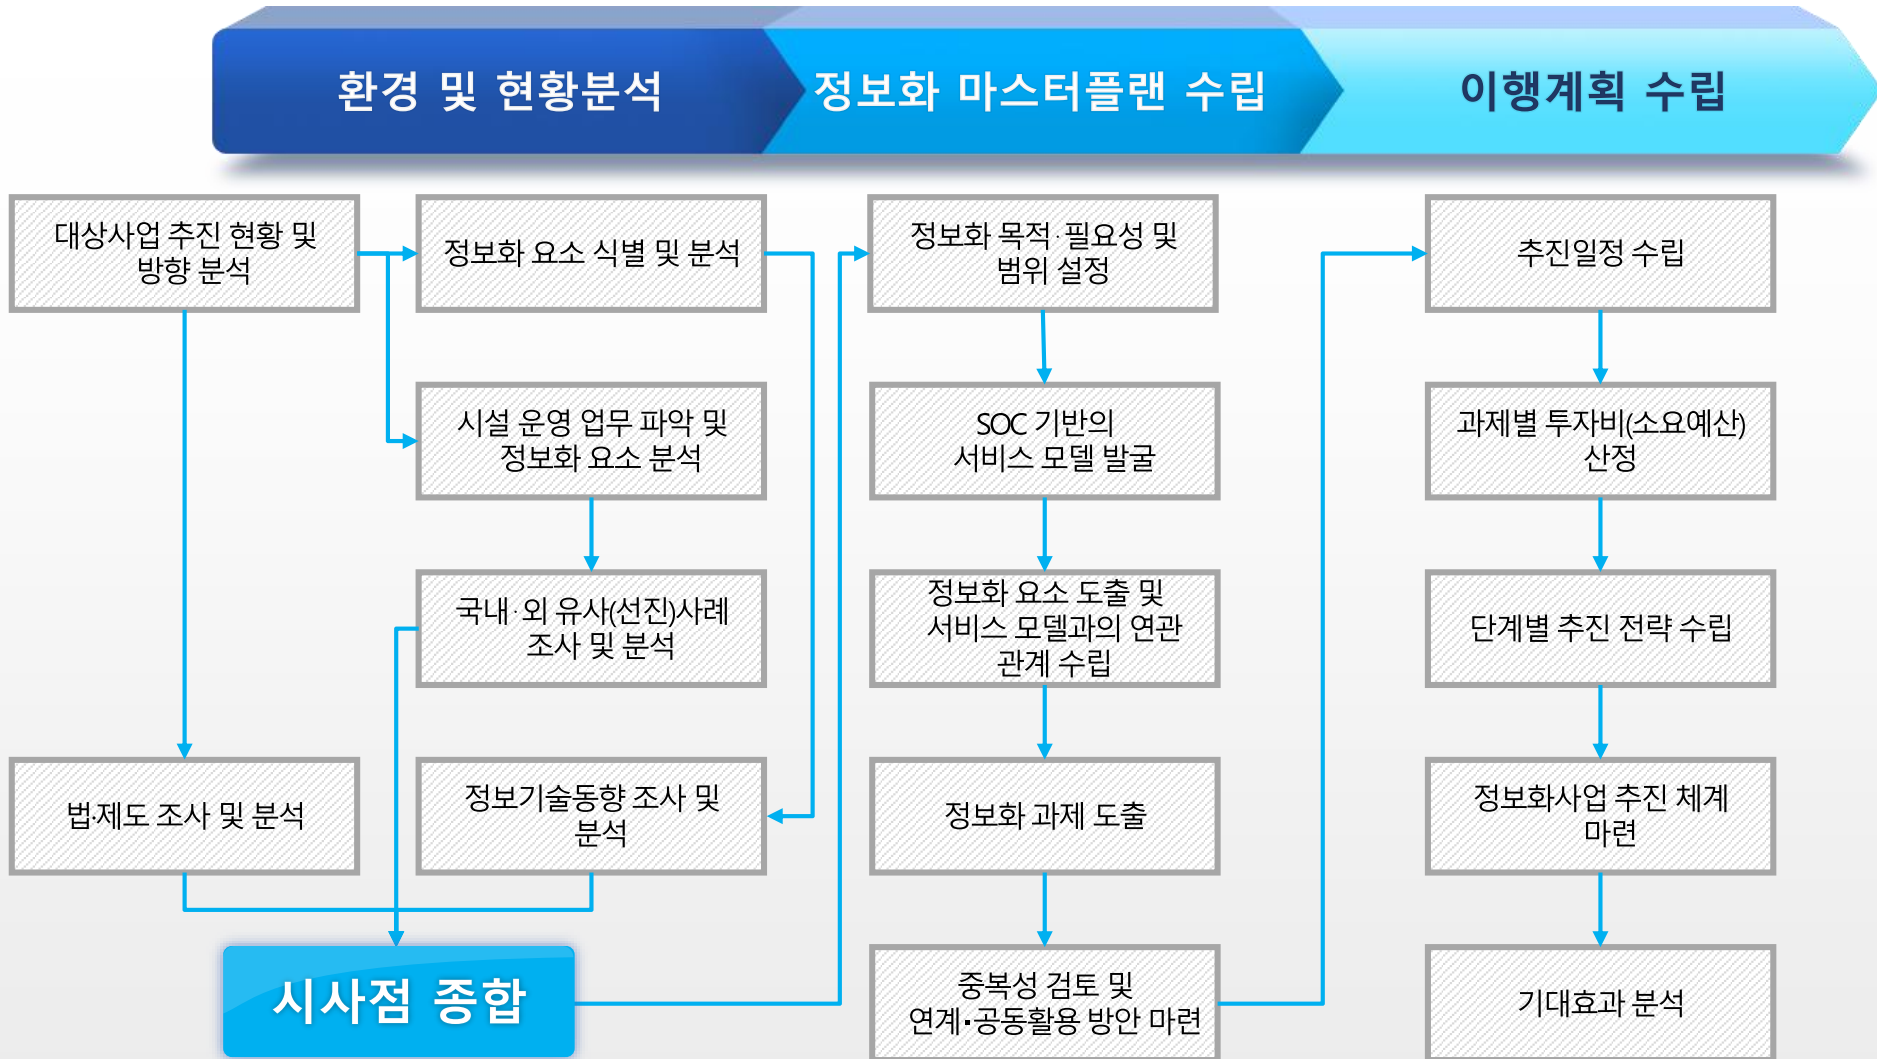 환경 및 현황분석
정보화 마스터플랜 수립
이행계획 수립
대상사업 추진 현황 및
방향 분석
정보화 요소 식별 및 분석
정보화 목적·필요성 및
범위 설정
추진일정 수립
시설 운영 업무 파악 및
정보화 요소 분석
SOC 기반의
서비스 모델 발굴
과제별 투자비(소요예산)
산정
국내·외 유사(선진)사례
조사 및 분석
정보화 요소 도출 및
서비스 모델과의 연관
관계 수립
단계별 추진 전략 수립
법·제도 조사 및 분석
정보기술동향 조사 및
분석
정보화 과제 도출
정보화사업 추진 체계
마련
시사점 종합
중복성 검토 및
연계·공동활용 방안 마련
기대효과 분석